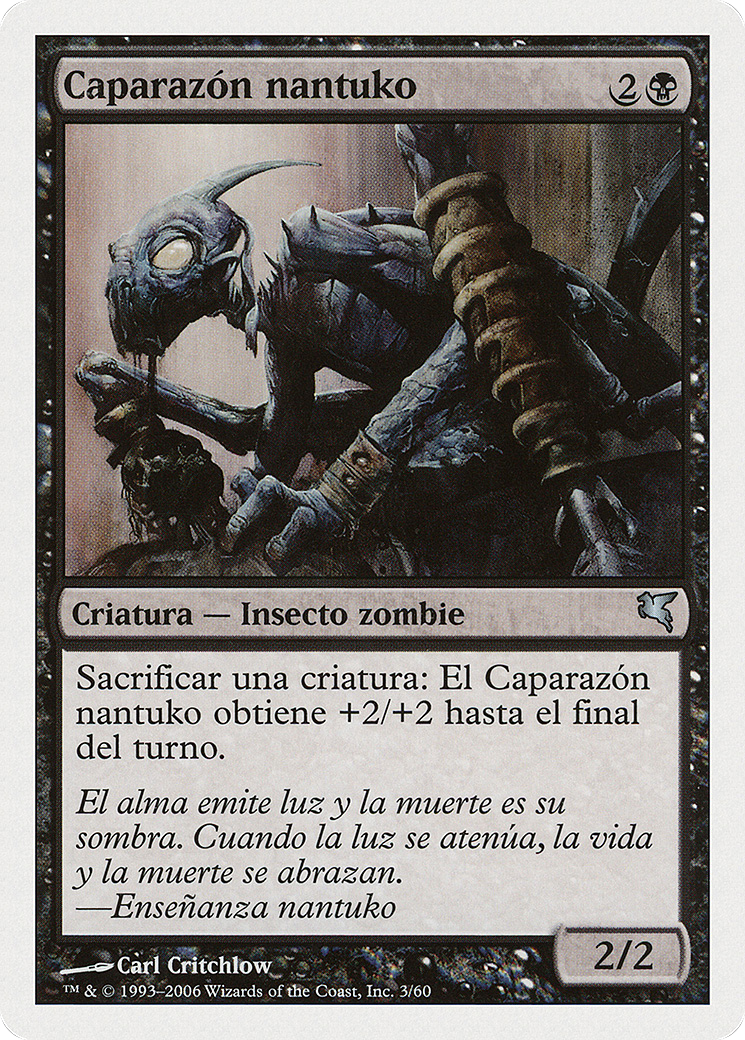 Caparazón nantuko
2
Criatura — Insecto zombie
Sacrificar una criatura: El Caparazón
nantuko obtiene +2/+2 hasta el final
del turno.
El alma emite luz y la muerte es su
sombra. Cuando la luz se atenúa, la vida
y la muerte se abrazan.
—Enseñanza nantuko
2/2
Carl Critchlow
™ & © 1993–2006 Wizards of the Coast, Inc. 3/60